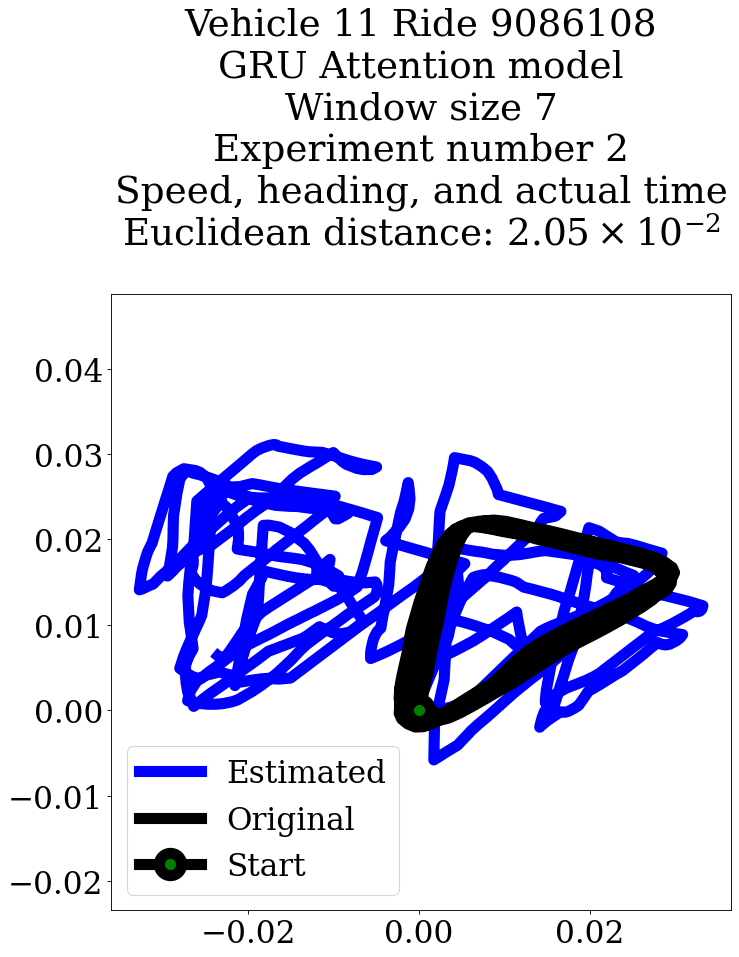 Vehicle 11 Ride 9086108
GRU Attention model
Window size 7
Experiment number 2
Speed, heading, and actual time
Euclidean distance: 2.05 × 10⁻²
0.04
0.03
0.02
0.01
0.00
−0.01
−0.02
Estimated
Original
Start
−0.02 0.00 0.02